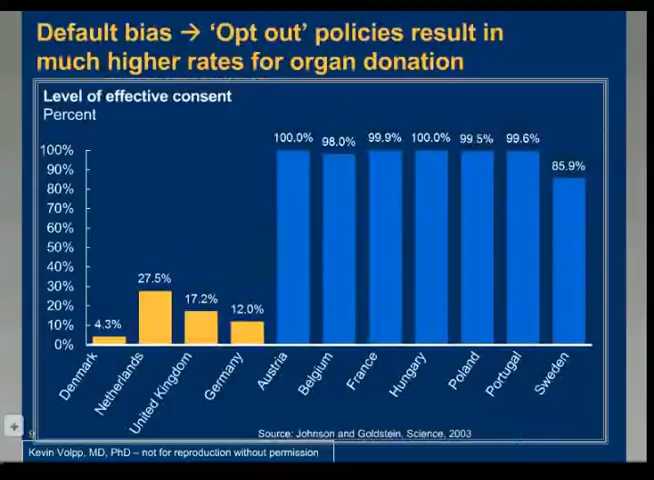 Default bias → 'Opt out' policies result in
much higher rates for organ donation
Level of effective consent
Percent
100%
90%
80%
70%
60%
50%
40%
30%
20%
10%
0%
4.3%
27.5%
17.2%
12.0%
100.0%
98.0%
99.9%
100.0%
99.5%
99.6%
85.9%
Denmark
Netherlands
United Kingdom
Germany
Austria
Belgium
France
Hungary
Poland
Portugal
Sweden
Source: Johnson and Goldstein, Science, 2003
Kevin Volpp, MD, PhD – not for reproduction without permission